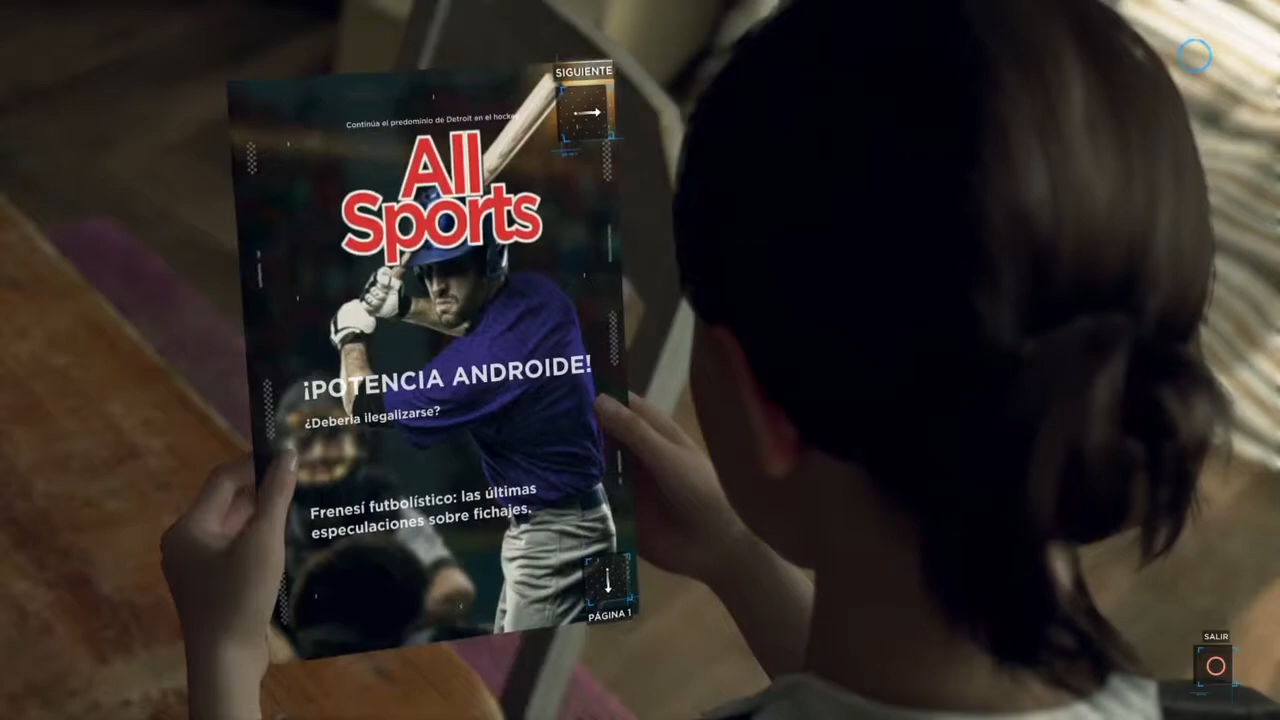 SIGUIENTE
Continúa el predominio de Detroit en el hockey
All
Sports
¡POTENCIA ANDROIDE!
¿Debería ilegalizarse?
Frenesí futbolístico: las últimas
especulaciones sobre fichajes.
PÁGINA 1
SALIR